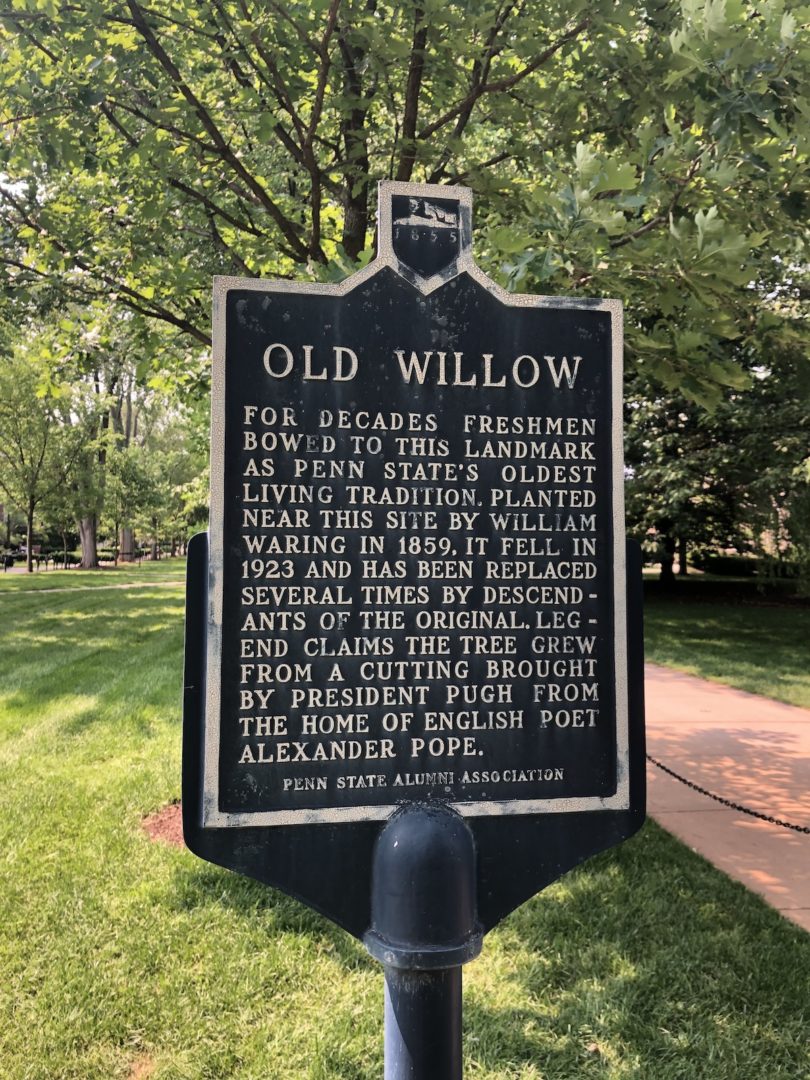 1855
OLD WILLOW
FOR DECADES FRESHMEN
BOWED TO THIS LANDMARK
AS PENN STATE'S OLDEST
LIVING TRADITION. PLANTED
NEAR THIS SITE BY WILLIAM
WARING IN 1859, IT FELL IN
1923 AND HAS BEEN REPLACED
SEVERAL TIMES BY DESCEND-
ANTS OF THE ORIGINAL. LEG-
END CLAIMS THE TREE GREW
FROM A CUTTING BROUGHT
BY PRESIDENT PUGH FROM
THE HOME OF ENGLISH POET
ALEXANDER POPE.
PENN STATE ALUMNI ASSOCIATION